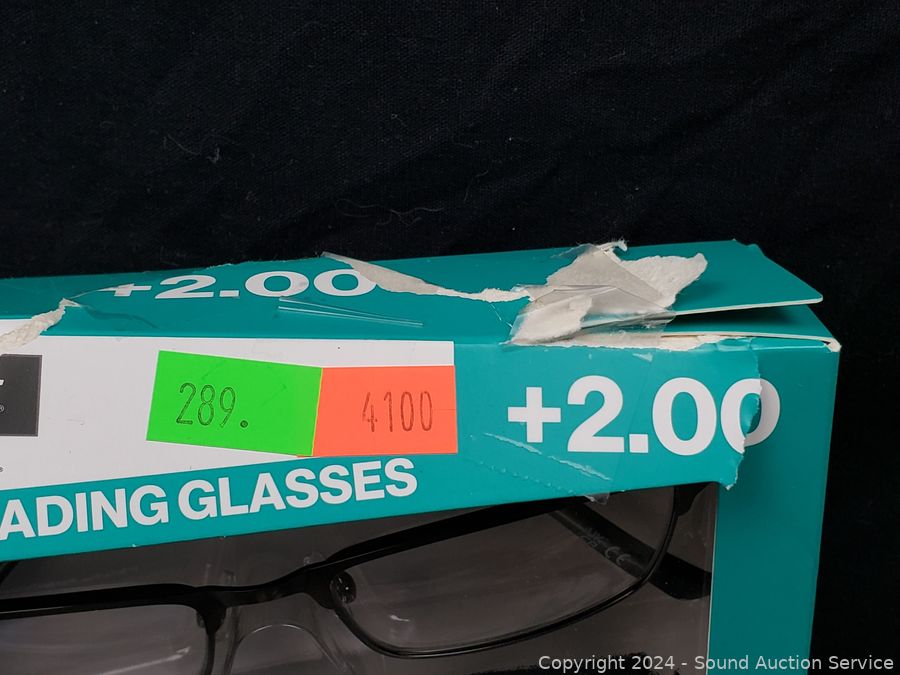 +2.00
289.
4100
+2.00
ADING GLASSES
Copyright 2024 - Sound Auction Service